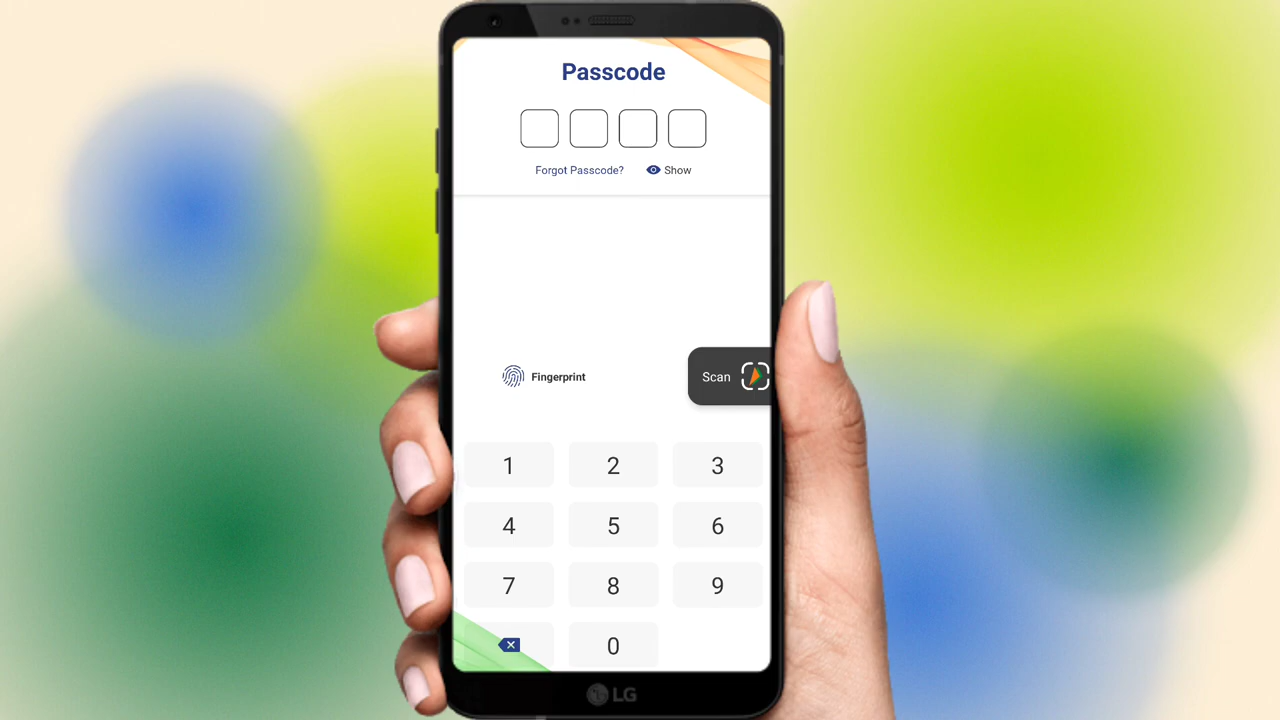 Passcode
Forgot Passcode? Show
Fingerprint
Scan
1 2 3
4 5 6
7 8 9
0
LG